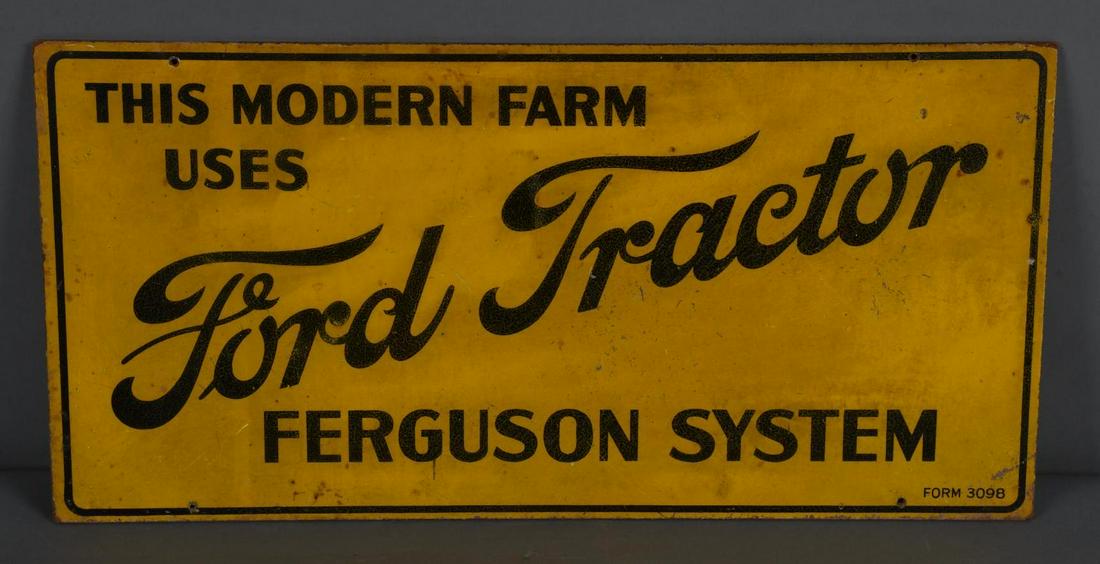 THIS MODERN FARM
USES
Ford Tractor
FERGUSON SYSTEM
FORM 3098